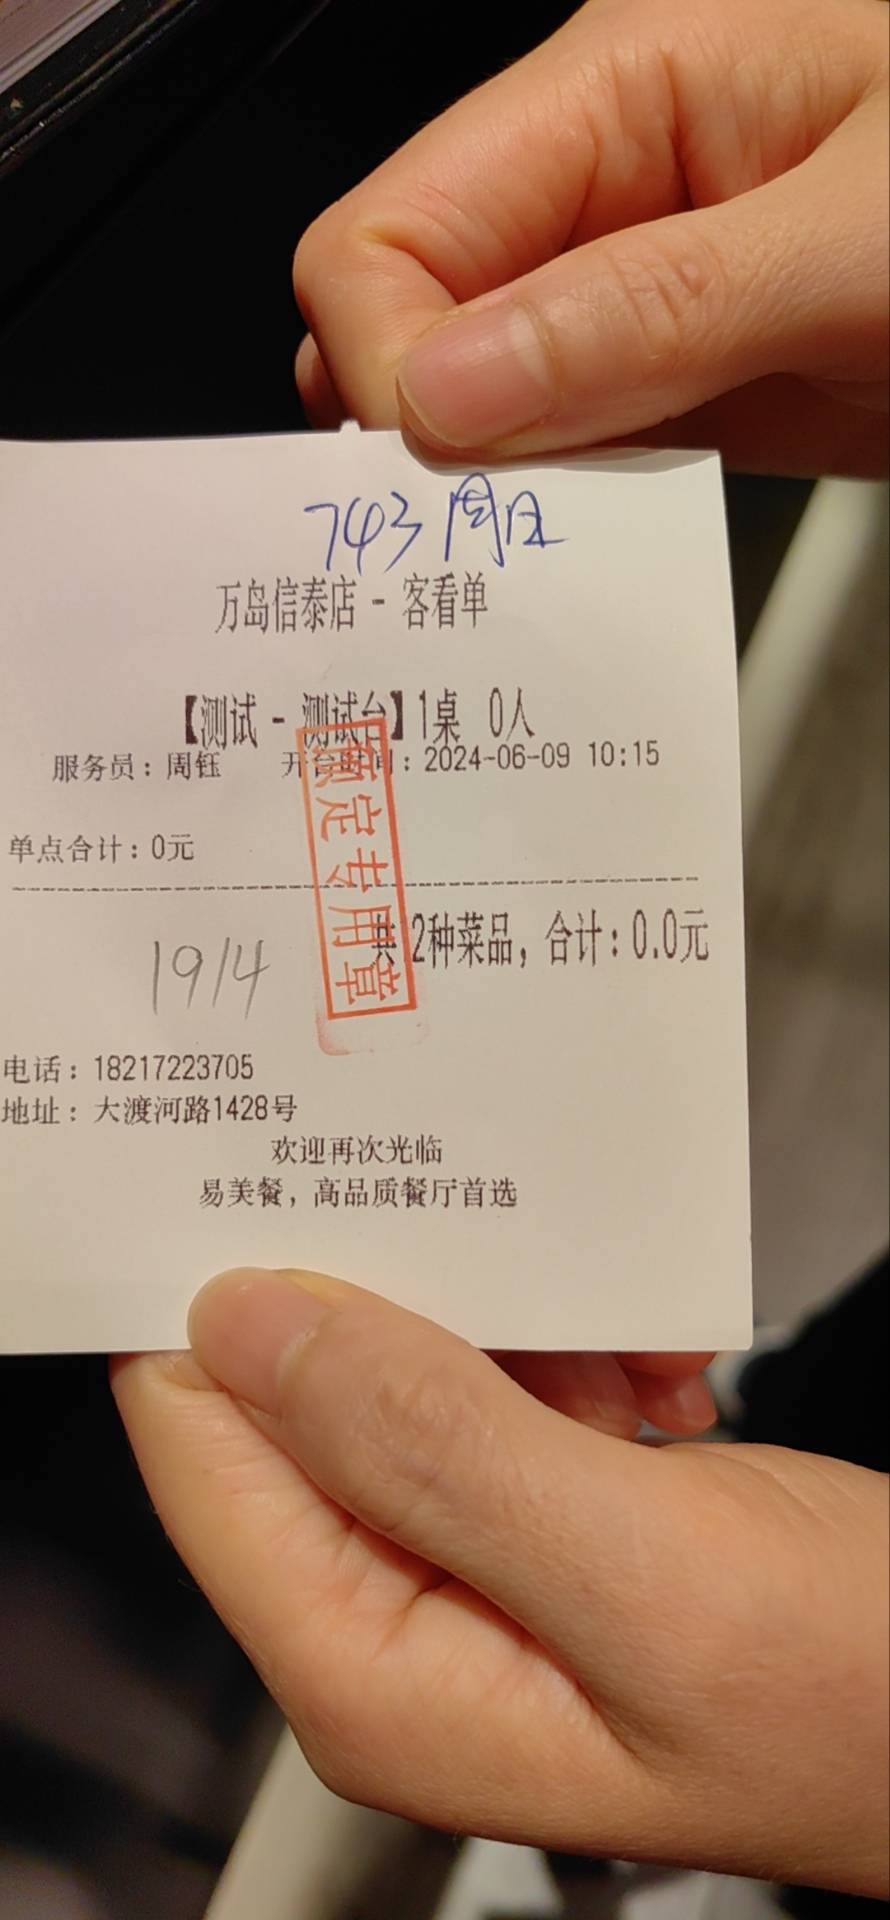 743 周日
万岛信泰店 - 客看单
【测试 - 测试台】1桌 0人
服务员：周钰 开台时间：2024-06-09 10:15
单点合计：0元
预定专用章
共12种菜品，合计：0.0元
1914
电话：18217223705
地址：大渡河路1428号
欢迎再次光临
易美餐，高品质餐厅首选